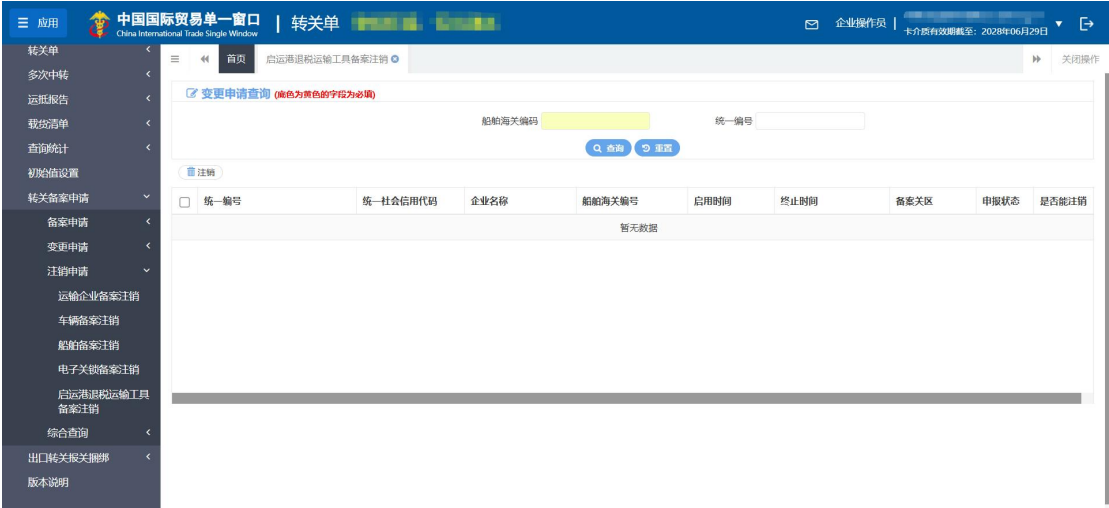 应用
中国国际贸易单一窗口
China International Trade Single Window
转关单
企业操作员
卡介质有效期截至：2028年06月29日
转关单
多次中转
运抵报告
载货清单
查询统计
初始值设置
转关备案申请
备案申请
变更申请
注销申请
运输企业备案注销
车辆备案注销
船舶备案注销
电子关锁备案注销
启运港退税运输工具
备案注销
综合查询
出口转关报关捆绑
版本说明
首页
启运港退税运输工具备案注销
关闭操作
变更申请查询 (底色为黄色的字段为必填)
船舶海关编码
统一编号
查询
重置
注销
统一编号 统一社会信用代码 企业名称 船舶海关编号 启用时间 终止时间 备案关区 申报状态 是否能注销
暂无数据